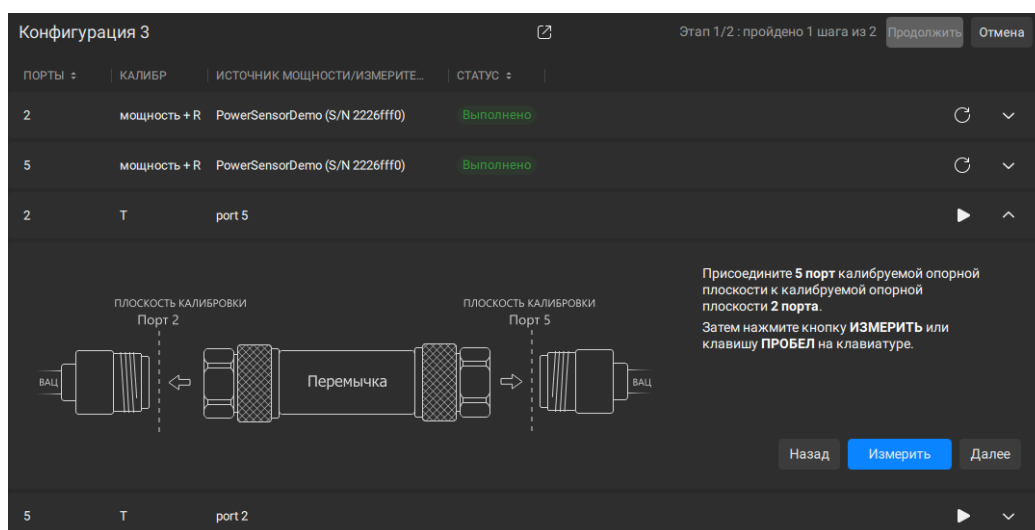 Конфигурация 3
Этап 1/2 : пройдено 1 шага из 2 Продолжить Отмена
ПОРТЫ КАЛИБР ИСТОЧНИК МОЩНОСТИ/ИЗМЕРИТЕ... СТАТУС
2 мощность + R PowerSensorDemo (S/N 2226fff0) Выполнено
5 мощность + R PowerSensorDemo (S/N 2226fff0) Выполнено
2 T port 5
Присоедините 5 порт калибруемой опорной
плоскости к калибруемой опорной
плоскости 2 порта.
Затем нажмите кнопку ИЗМЕРИТЬ или
клавишу ПРОБЕЛ на клавиатуре.
ПЛОСКОСТЬ КАЛИБРОВКИ
Порт 2
ПЛОСКОСТЬ КАЛИБРОВКИ
Порт 5
ВАЦ
Перемычка
ВАЦ
Назад Измерить Далее
5 T port 2